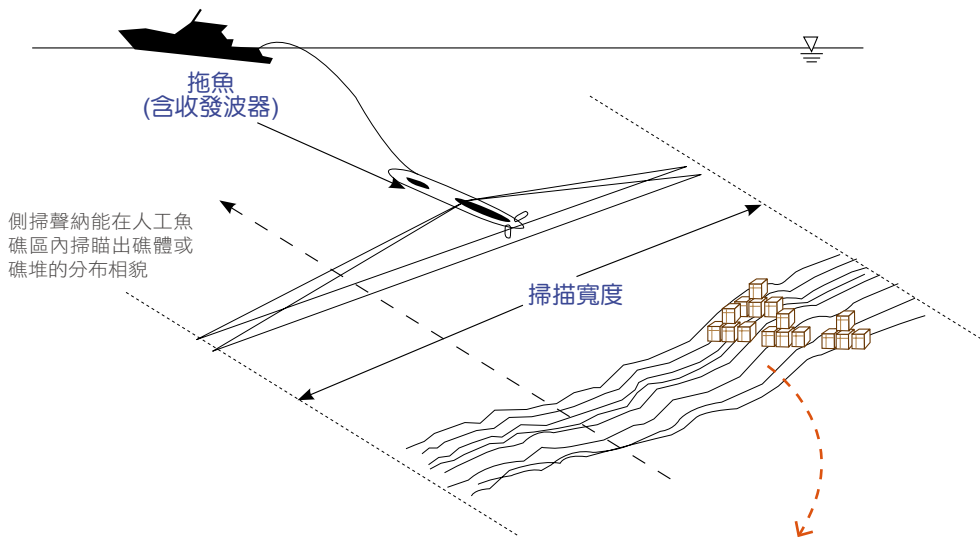 拖魚
(含收發波器)
側掃聲納能在人工魚
礁區內掃瞄出礁體或
礁堆的分布相貌
掃描寬度